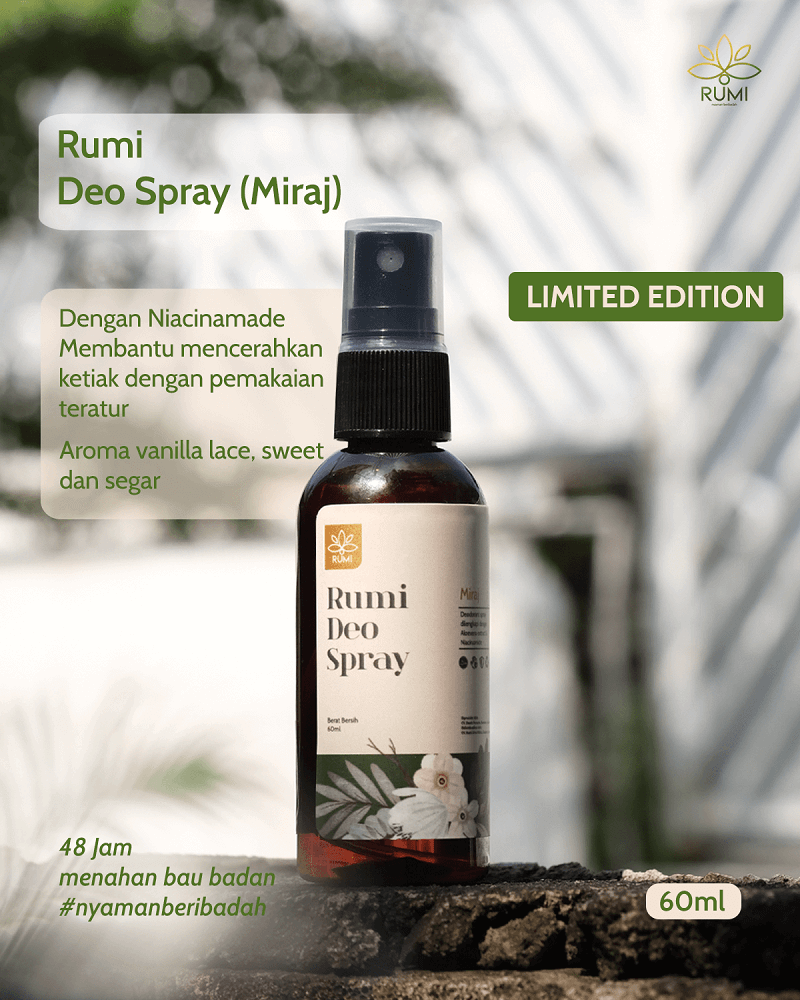 RUMI
Rumi
Deo Spray (Miraj)
LIMITED EDITION
Dengan Niacinamade
Membantu mencerahkan
ketiak dengan pemakaian
teratur
Aroma vanilla lace, sweet
dan segar
RUMI
Rumi
Deo
Spray
Berat Bersih
60ml
48 Jam
menahan bau badan
#nyamanberibadah
60ml